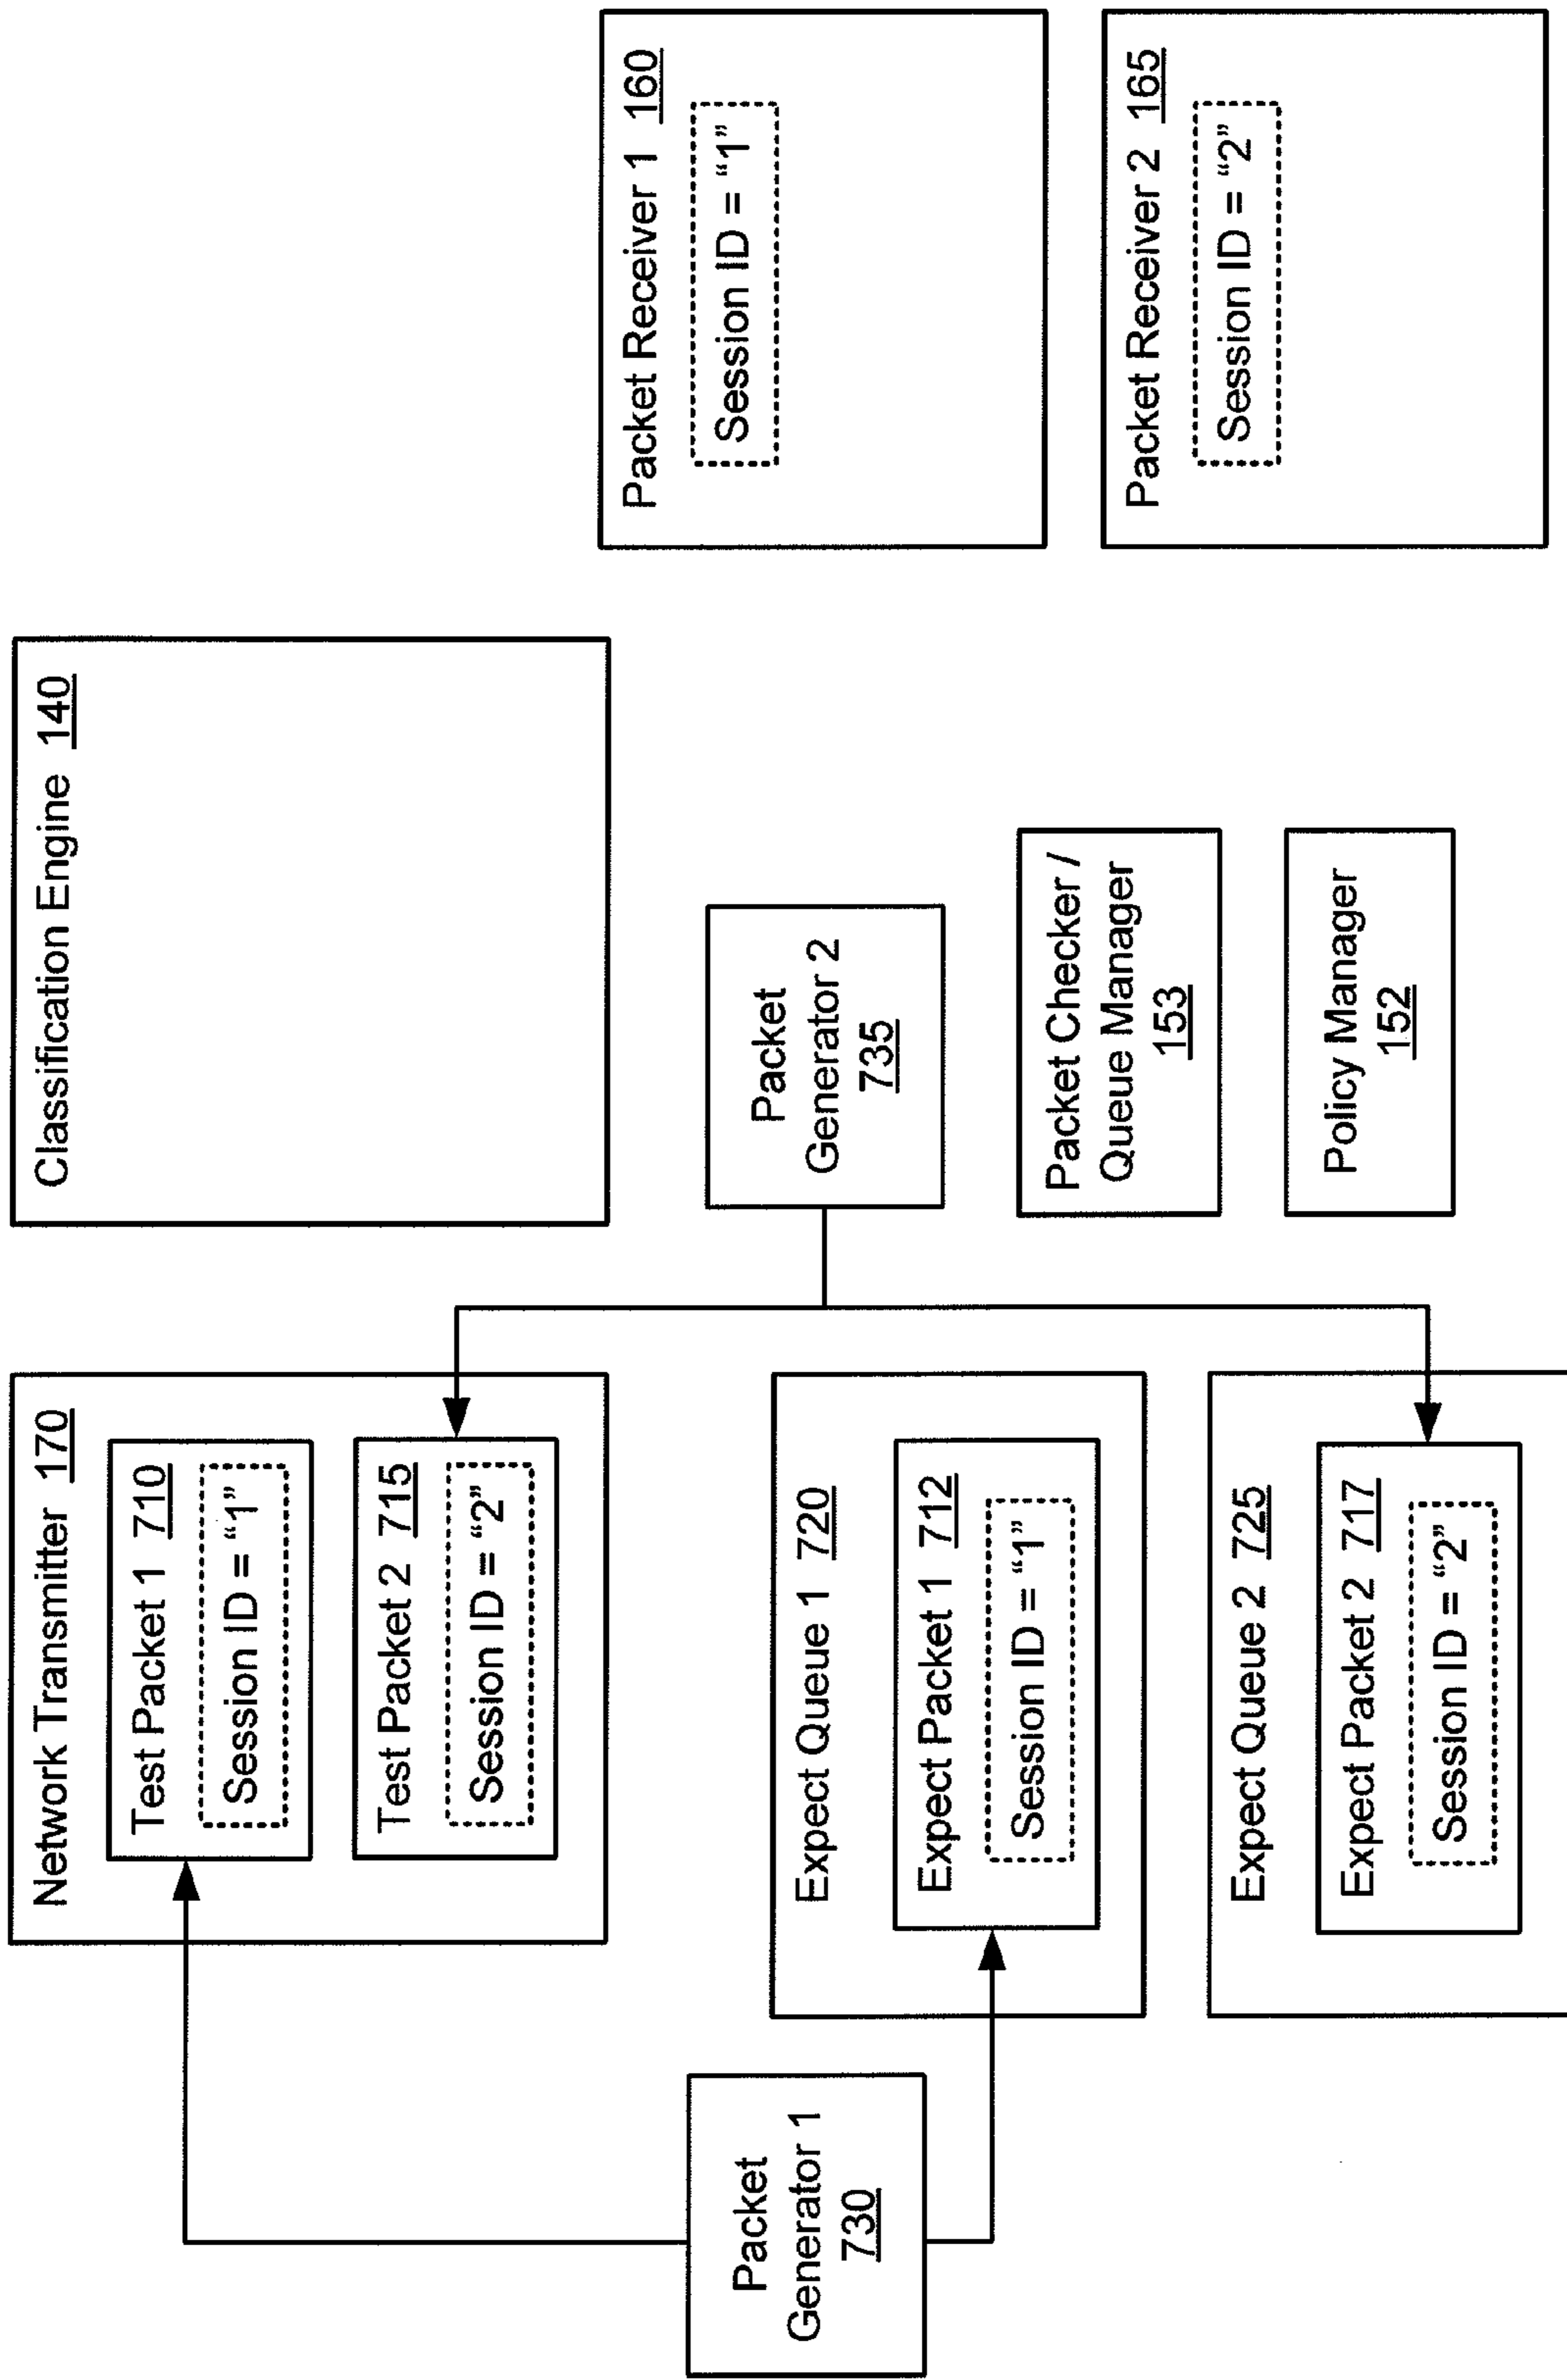 Network Transmitter 170
Test Packet 1 710
Session ID = “1”
Test Packet 2 715
Session ID = “2”
Classification Engine 140
Packet
Generator 1
730
Expect Queue 1 720
Expect Packet 1 712
Session ID = “1”
Expect Queue 2 725
Expect Packet 2 717
Session ID = “2”
Packet
Generator 2
735
Packet Checker /
Queue Manager
153
Policy Manager
152
Packet Receiver 1 160
Session ID = “1”
Packet Receiver 2 165
Session ID = “2”